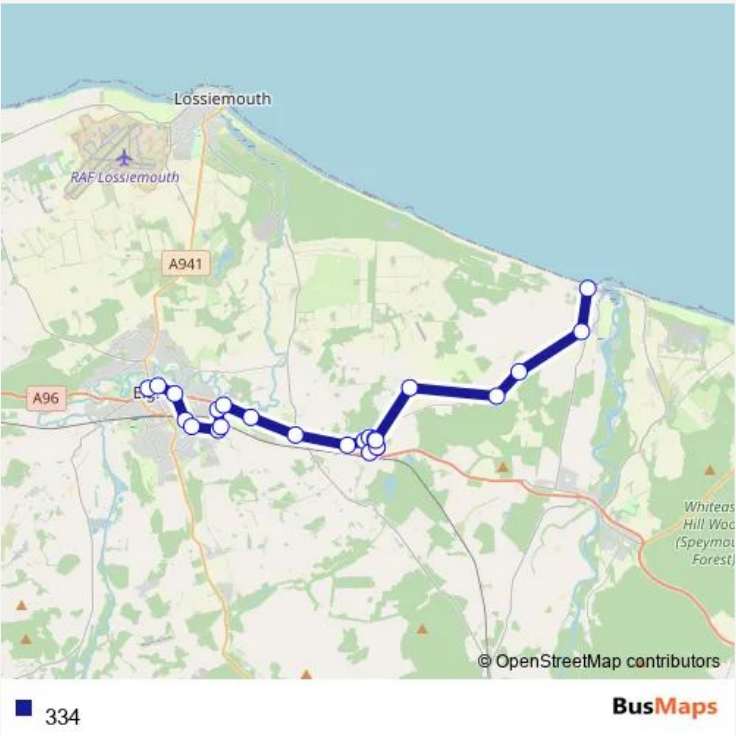 Lossiemouth
RAF Lossiemouth
A941
A96
Whiteas
Hill Woo
(Speymou
Forest)
© OpenStreetMap contributors
334
BusMaps